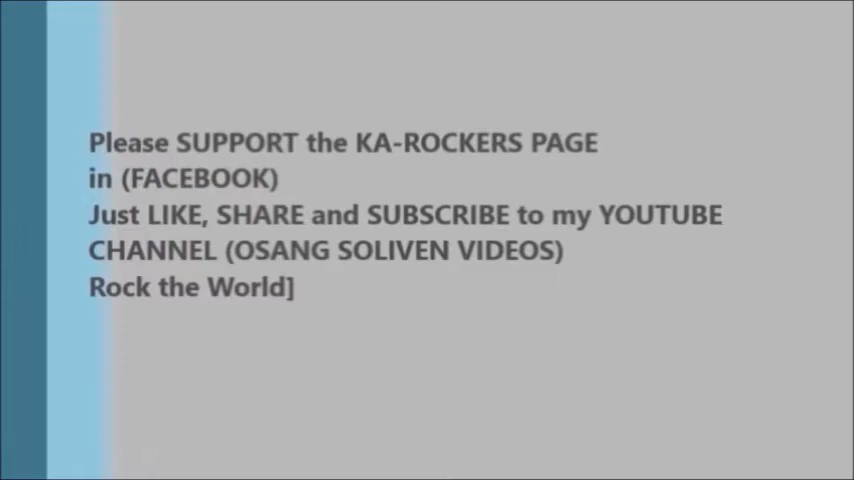 Please SUPPORT the KA-ROCKERS PAGE
in (FACEBOOK)
Just LIKE, SHARE and SUBSCRIBE to my YOUTUBE
CHANNEL (OSANG SOLIVEN VIDEOS)
Rock the World]